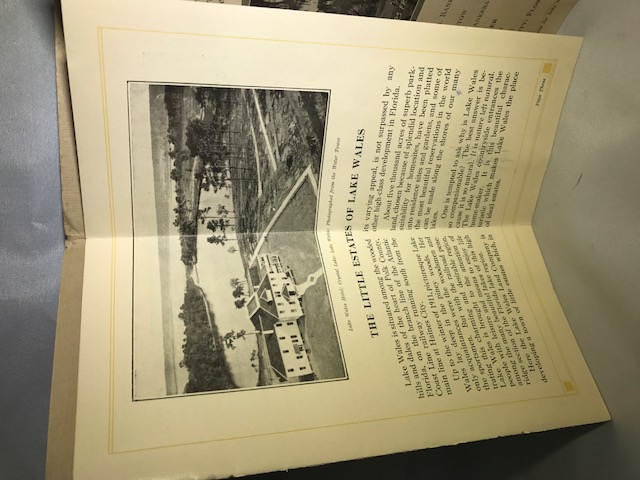 Lake Wales Hotel; Crystal Lake; Lake Wales; Photographed from the Water Tower
THE LITTLE ESTATES OF LAKE WALES
Lake Wales is situated among the wooded
hills and dales of the heart of Polk County,
Florida, on the branch line of the Atlantic
Coast Line railway running south from the
main line at Haines City.
Up to the winter of 1911, picturesque Lake
Wales lay deep in the piney woods. Her
only acquaintances were the woodsmen and
the sportsmen. But with the railroad pene-
trating this charming and desirable region,
Lake Wales is brought to the attention of
people with leisure and means to enjoy life
among the many beautiful lakes of this high
ridge section of the Florida lake region.
Here the Lake Wales Land Company is
developing a town of little estates which, in
its varying appeal, is not surpassed by any
other high-class development in Florida.
About five thousand acres of superb park-
land, chosen because of splendid location and
suitability for homesites, have been platted
into residence sites and gardens, and some of
the most beautiful reservations in the world
can be made along the shores of our many
lakes.
One is tempted to ask why is Lake Wales
so companionable? The best answer is be-
cause it is so natural. It is nature left natural.
The Lake Wales countryside entrances the
home-maker. It is this beautiful charac-
teristic which makes Lake Wales the place
of ideal estates.
Page Three